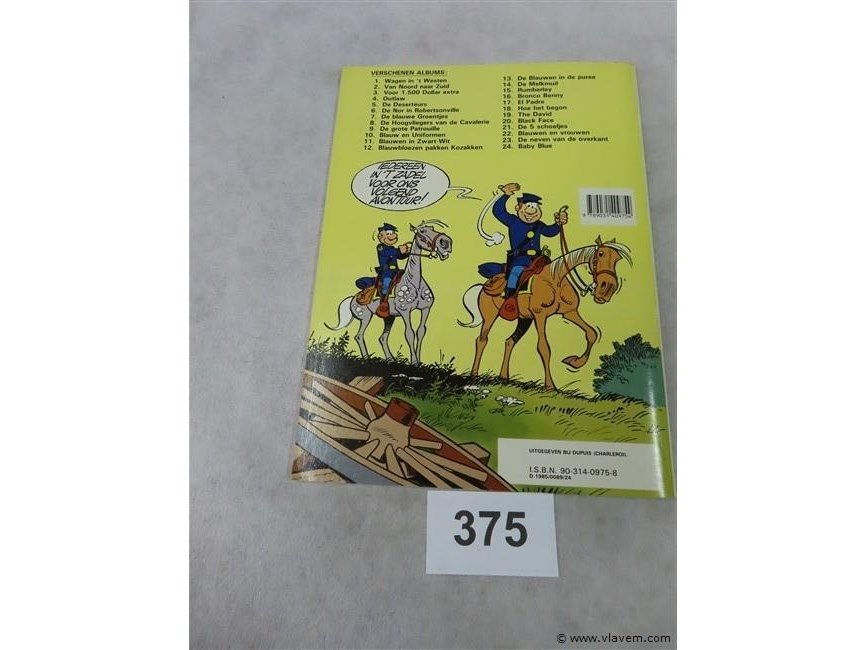 VERSCHENEN ALBUMS:
1. Wagen in 't Westen
2. Van Noord naar Zuid
3. Voor 1.500 Dollar extra
4. Outlaw
5. De Deserteurs
6. De Nor in Robertsonville
7. De blauwe Groentjes
8. De Hoogvliegers van de Cavalerie
9. De grote Patrouille
10. Blauw en Uniformen
11. Blauwen in Zwart-Wit
12. Blauwbloezen pakken Kozakken
13. De Blauwen in de puree
14. De Melkmuil
15. Rumberley
16. Bronco Benny
17. El Padre
18. Hoe het begon
19. The David
20. Black Face
21. De 5 schoeljes
22. Blauwen en vrouwen
23. De neven van de overkant
24. Baby Blue
IEDEREEN
IN 'T ZADEL
VOOR ONS
VOLGEND
AVONTUUR!
9 789031 409754
UITGEGEVEN BIJ DUPUIS (CHARLEROI).
I.S.B.N. 90-314-0975-8
D.1985/0089/24
375
© www.vlavem.com